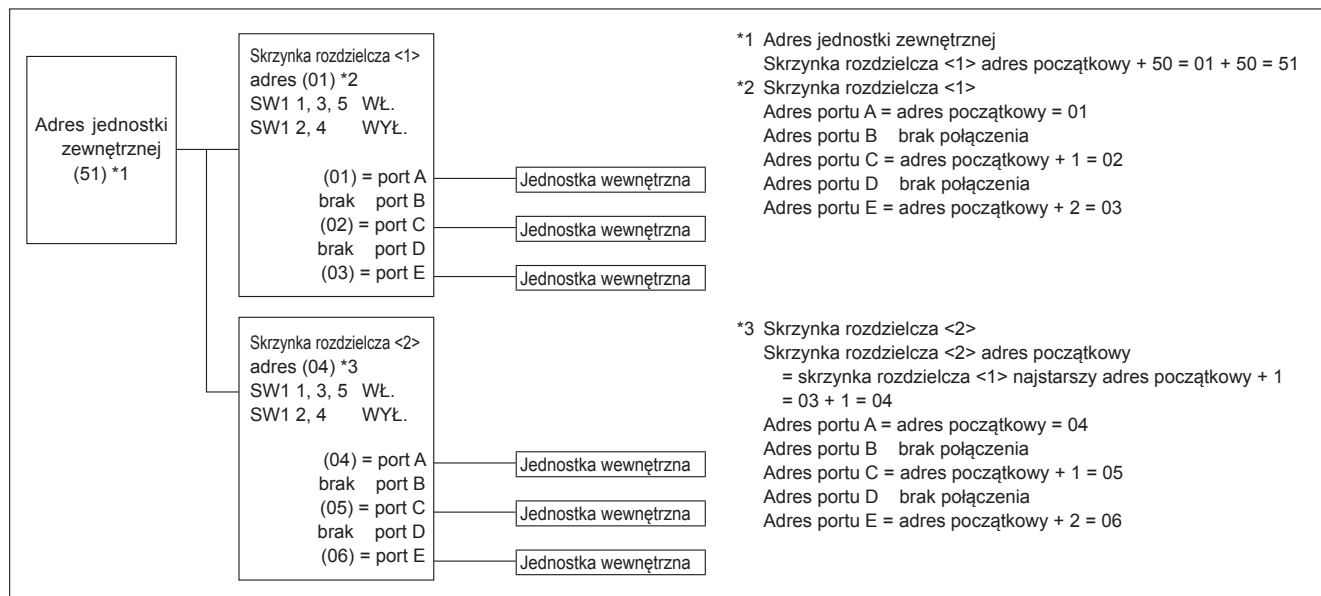 Adres jednostki
zewnętrznej
(51) *1
Skrzynka rozdzielcza <1>
adres (01) *2
SW1 1, 3, 5 WŁ.
SW1 2, 4 WYŁ.
(01) = port A
brak port B
(02) = port C
brak port D
(03) = port E
Jednostka wewnętrzna
Jednostka wewnętrzna
Jednostka wewnętrzna
Skrzynka rozdzielcza <2>
adres (04) *3
SW1 1, 3, 5 WŁ.
SW1 2, 4 WYŁ.
(04) = port A
brak port B
(05) = port C
brak port D
(06) = port E
Jednostka wewnętrzna
Jednostka wewnętrzna
Jednostka wewnętrzna
*1 Adres jednostki zewnętrznej
Skrzynka rozdzielcza <1> adres początkowy + 50 = 01 + 50 = 51
*2 Skrzynka rozdzielcza <1>
Adres portu A = adres początkowy = 01
Adres portu B brak połączenia
Adres portu C = adres początkowy + 1 = 02
Adres portu D brak połączenia
Adres portu E = adres początkowy + 2 = 03
*3 Skrzynka rozdzielcza <2>
Skrzynka rozdzielcza <2> adres początkowy
= skrzynka rozdzielcza <1> najstarszy adres początkowy + 1
= 03 + 1 = 04
Adres portu A = adres początkowy = 04
Adres portu B brak połączenia
Adres portu C = adres początkowy + 1 = 05
Adres portu D brak połączenia
Adres portu E = adres początkowy + 2 = 06